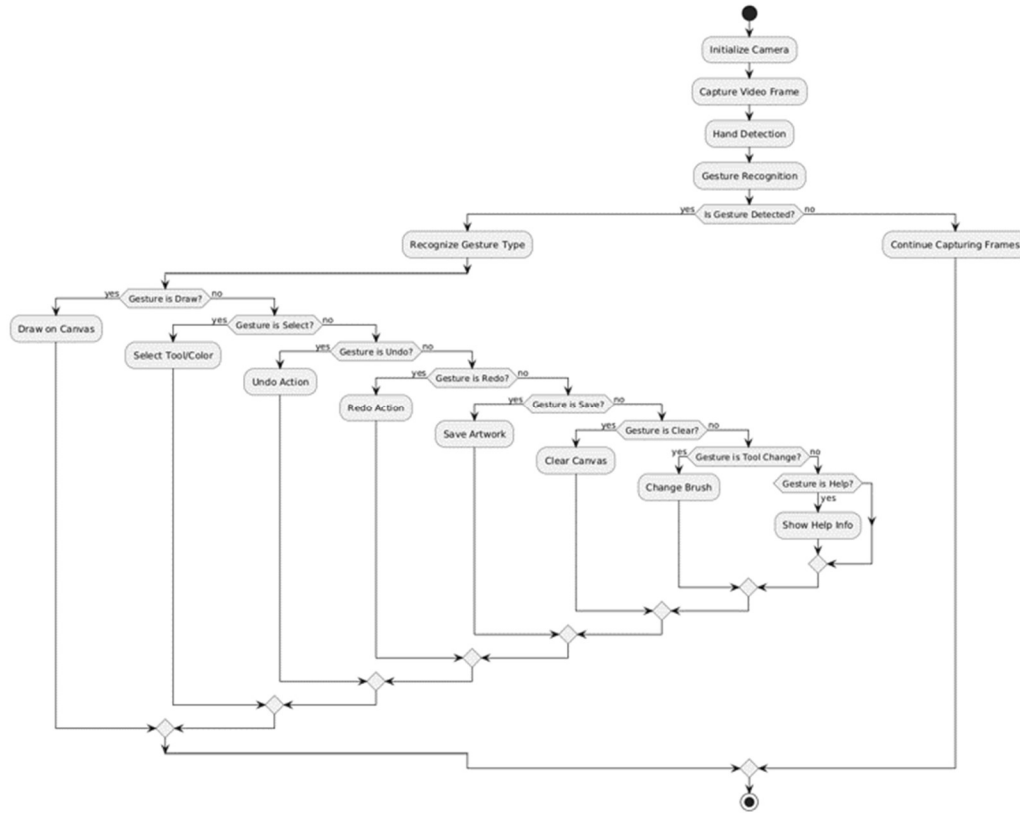 Initialize Camera
Capture Video Frame
Hand Detection
Gesture Recognition
yes
Is Gesture Detected?
no
Recognize Gesture Type
Continue Capturing Frames
yes
Gesture is Draw?
no
Draw on Canvas
yes
Gesture is Select?
no
Select Tool/Color
yes
Gesture is Undo?
no
Undo Action
yes
Gesture is Redo?
no
Redo Action
yes
Gesture is Save?
no
Save Artwork
yes
Gesture is Clear?
no
Clear Canvas
yes
Gesture is Tool Change?
no
Change Brush
Gesture is Help?
yes
Show Help Info